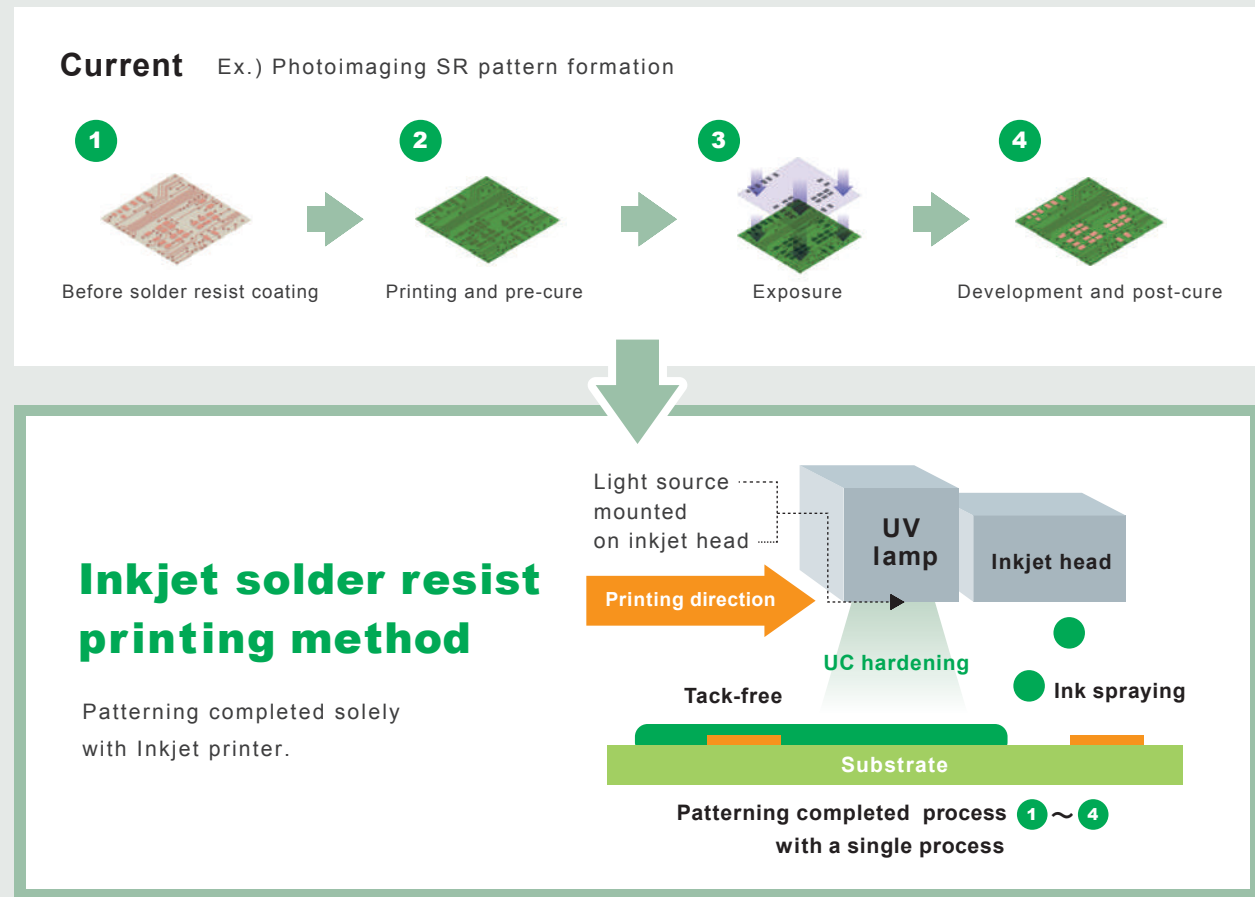 Current Ex.) Photoimaging SR pattern formation
1
2
3
4
Before solder resist coating
Printing and pre-cure
Exposure
Development and post-cure
Inkjet solder resist
printing method
Patterning completed solely
with Inkjet printer.
Light source
mounted
on inkjet head
UV
lamp
Inkjet head
Printing direction
UC hardening
Tack-free
Ink spraying
Substrate
Patterning completed process 1 ~ 4
with a single process